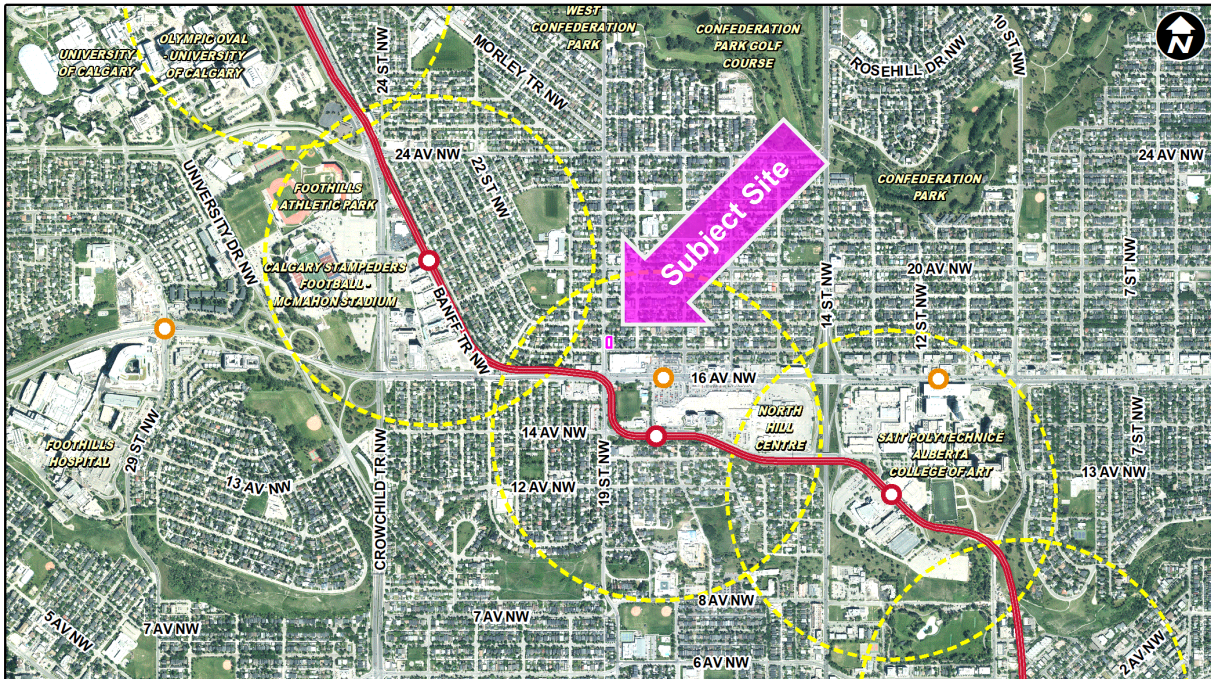 WEST
CONFEDERATION
PARK
CONFEDERATION
PARK GOLF
COURSE
10 ST NW
N
OLYMPIC OVAL
- UNIVERSITY
OF CALGARY
UNIVERSITY
OF CALGARY
24 ST NW
MORLEY TR NW
ROSEHILL DR NW
24 AV NW
24 AV NW
22 ST NW
UNIVERSITY DR NW
FOOTHILLS
ATHLETIC PARK
CONFEDERATION
PARK
Subject Site
CALGARY STAMPEDERS
FOOTBALL -
MCMAHON STADIUM
20 AV NW
7 ST NW
14 ST NW
12 ST NW
BANFF TR NW
16 AV NW
NORTH
HILL
CENTRE
14 AV NW
SAIT POLYTECHNICE
ALBERTA
COLLEGE OF ART
7 ST NW
FOOTHILLS
HOSPITAL
29 ST NW
13 AV NW
12 AV NW
19 ST NW
13 AV NW
CROWCHILD TR NW
8 AV NW
5 AV NW
7 AV NW
7 AV NW
6 AV NW
2 AV NW